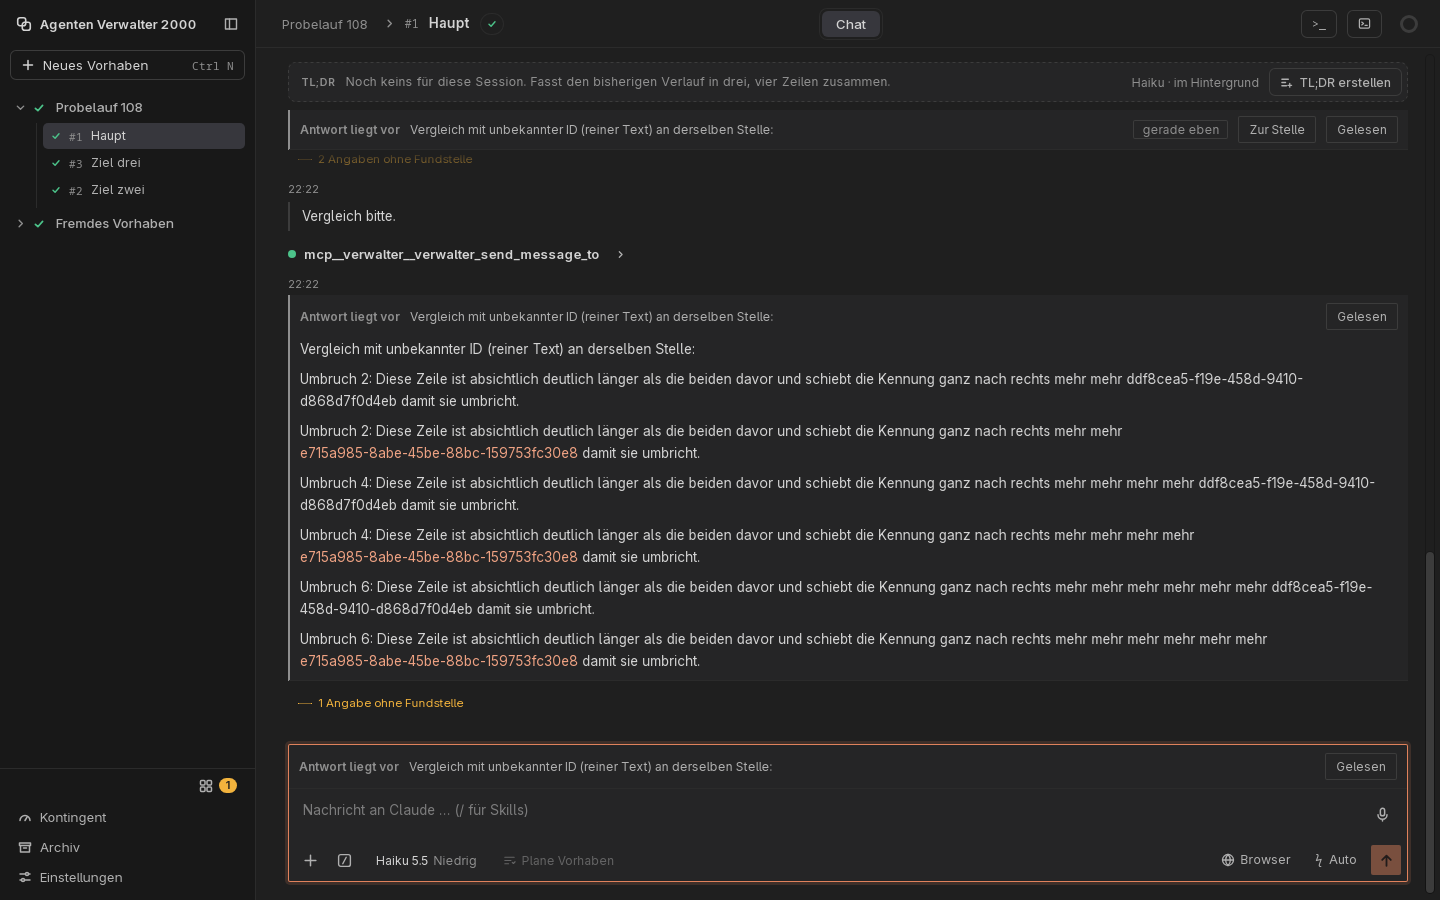 Agenten Verwalter 2000
Neues Vorhaben Ctrl N
Probelauf 108
#1 Haupt
#3 Ziel drei
#2 Ziel zwei
Fremdes Vorhaben
1
Kontingent
Archiv
Einstellungen
Probelauf 108 #1 Haupt
Chat
>_
TL;DR Noch keins für diese Session. Fasst den bisherigen Verlauf in drei, vier Zeilen zusammen. Haiku · im Hintergrund TL;DR erstellen
Antwort liegt vor Vergleich mit unbekannter ID (reiner Text) an derselben Stelle: gerade eben Zur Stelle Gelesen
2 Angaben ohne Fundstelle
22:22
Vergleich bitte.
mcp__verwalter__verwalter_send_message_to
22:22
Antwort liegt vor Vergleich mit unbekannter ID (reiner Text) an derselben Stelle: Gelesen
Vergleich mit unbekannter ID (reiner Text) an derselben Stelle:
Umbruch 2: Diese Zeile ist absichtlich deutlich länger als die beiden davor und schiebt die Kennung ganz nach rechts mehr mehr ddf8cea5-f19e-458d-9410-
d868d7f0d4eb damit sie umbricht.
Umbruch 2: Diese Zeile ist absichtlich deutlich länger als die beiden davor und schiebt die Kennung ganz nach rechts mehr mehr
e715a985-8abe-45be-88bc-159753fc30e8 damit sie umbricht.
Umbruch 4: Diese Zeile ist absichtlich deutlich länger als die beiden davor und schiebt die Kennung ganz nach rechts mehr mehr mehr mehr ddf8cea5-f19e-458d-9410-
d868d7f0d4eb damit sie umbricht.
Umbruch 4: Diese Zeile ist absichtlich deutlich länger als die beiden davor und schiebt die Kennung ganz nach rechts mehr mehr mehr mehr
e715a985-8abe-45be-88bc-159753fc30e8 damit sie umbricht.
Umbruch 6: Diese Zeile ist absichtlich deutlich länger als die beiden davor und schiebt die Kennung ganz nach rechts mehr mehr mehr mehr mehr mehr ddf8cea5-f19e-
458d-9410-d868d7f0d4eb damit sie umbricht.
Umbruch 6: Diese Zeile ist absichtlich deutlich länger als die beiden davor und schiebt die Kennung ganz nach rechts mehr mehr mehr mehr mehr mehr
e715a985-8abe-45be-88bc-159753fc30e8 damit sie umbricht.
1 Angabe ohne Fundstelle
Antwort liegt vor Vergleich mit unbekannter ID (reiner Text) an derselben Stelle: Gelesen
Nachricht an Claude … (/ für Skills)
Haiku 5.5 Niedrig Plane Vorhaben Browser Auto